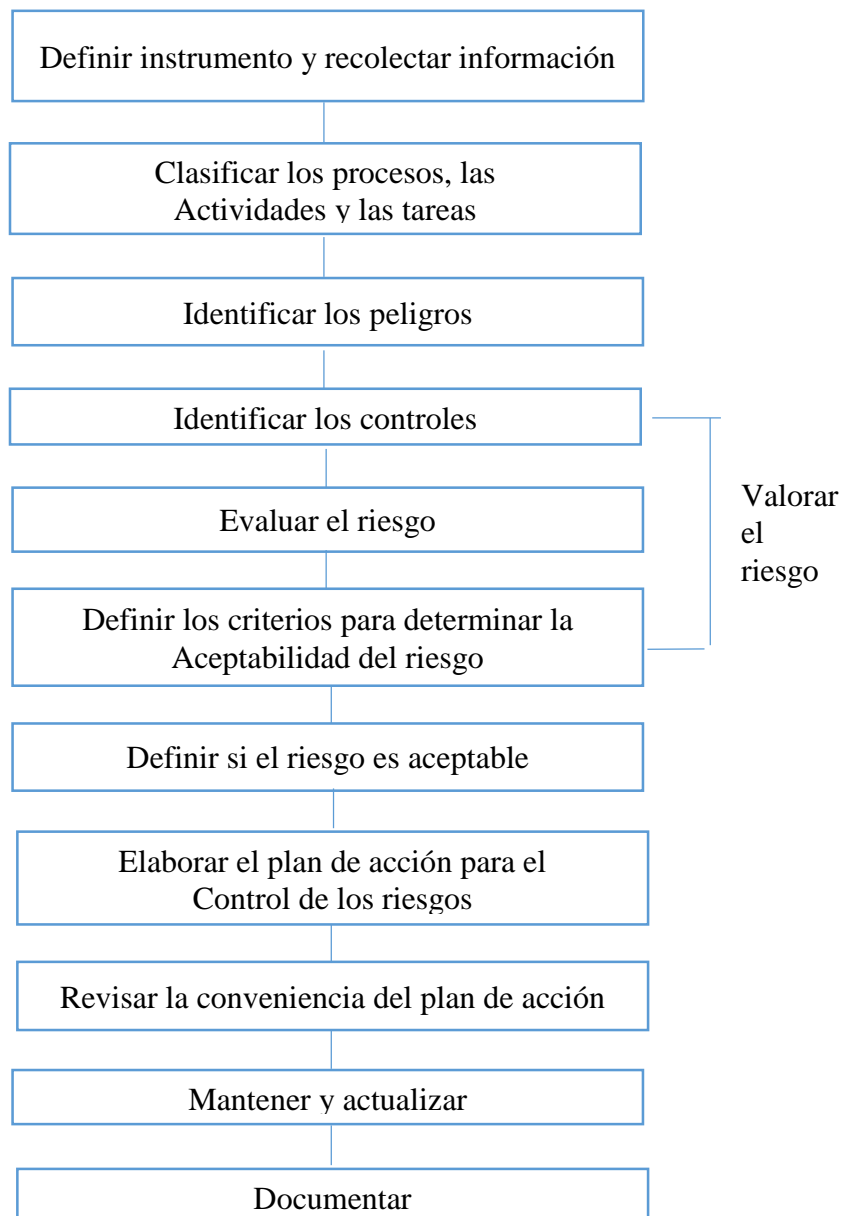 Definir instrumento y recolectar información
Clasificar los procesos, las
Actividades y las tareas
Identificar los peligros
Identificar los controles
Evaluar el riesgo
Definir los criterios para determinar la
Aceptabilidad del riesgo
Valorar
el
riesgo
Definir si el riesgo es aceptable
Elaborar el plan de acción para el
Control de los riesgos
Revisar la conveniencia del plan de acción
Mantener y actualizar
Documentar